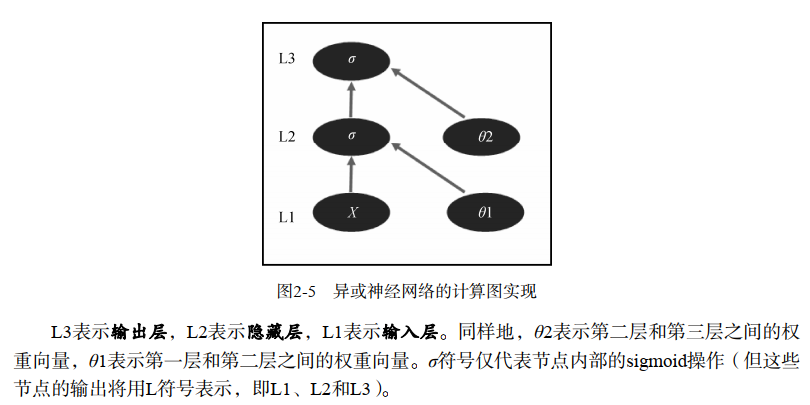 L3 σ
L2 σ θ2
L1 X θ1
图2-5 异或神经网络的计算图实现
L3表示输出层，L2表示隐藏层，L1表示输入层。同样地，θ2表示第二层和第三层之间的权
重向量，θ1表示第一层和第二层之间的权重向量。σ符号仅代表节点内部的sigmoid操作（但这些
节点的输出将用L符号表示，即L1、L2和L3）。